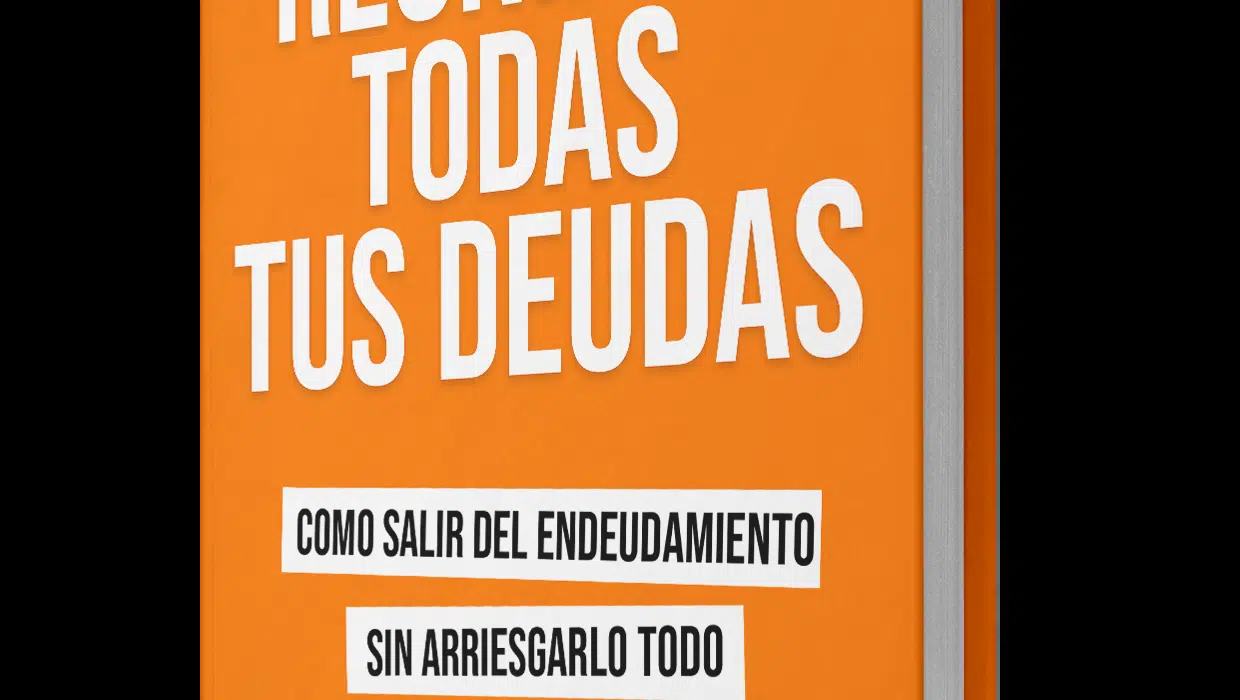 TODAS
TUS DEUDAS
COMO SALIR DEL ENDEUDAMIENTO
SIN ARRIESGARLO TODO